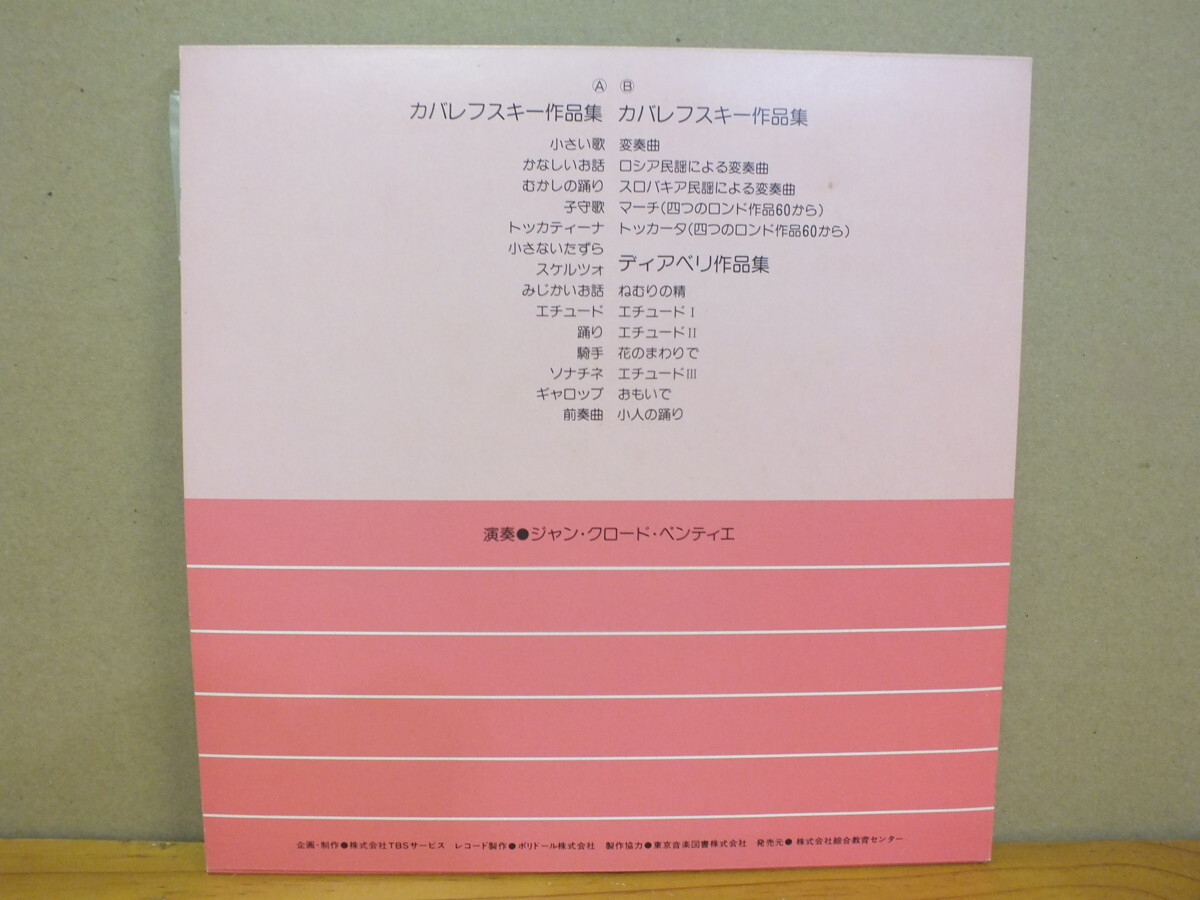 Ⓐ
カバレフスキー作品集
小さい歌
かなしいお話
むかしの踊り
子守歌
トッカティーナ
小さないたずら
スケルツォ
みじかいお話
エチュード
踊り
騎手
ソナチネ
ギャロップ
前奏曲
Ⓑ
カバレフスキー作品集
変奏曲
ロシア民謡による変奏曲
スロバキア民謡による変奏曲
マーチ(四つのロンド作品60から)
トッカータ(四つのロンド作品60から)
ディアベリ作品集
ねむりの精
エチュードⅠ
エチュードⅡ
花のまわりで
エチュードⅢ
おもいで
小人の踊り
演奏●ジャン・クロード・ペンティエ
企画・制作●株式会社TBSサービス レコード製作●ポリドール株式会社 製作協力●東京音楽図書株式会社 発売元●株式会社綜合教育センター